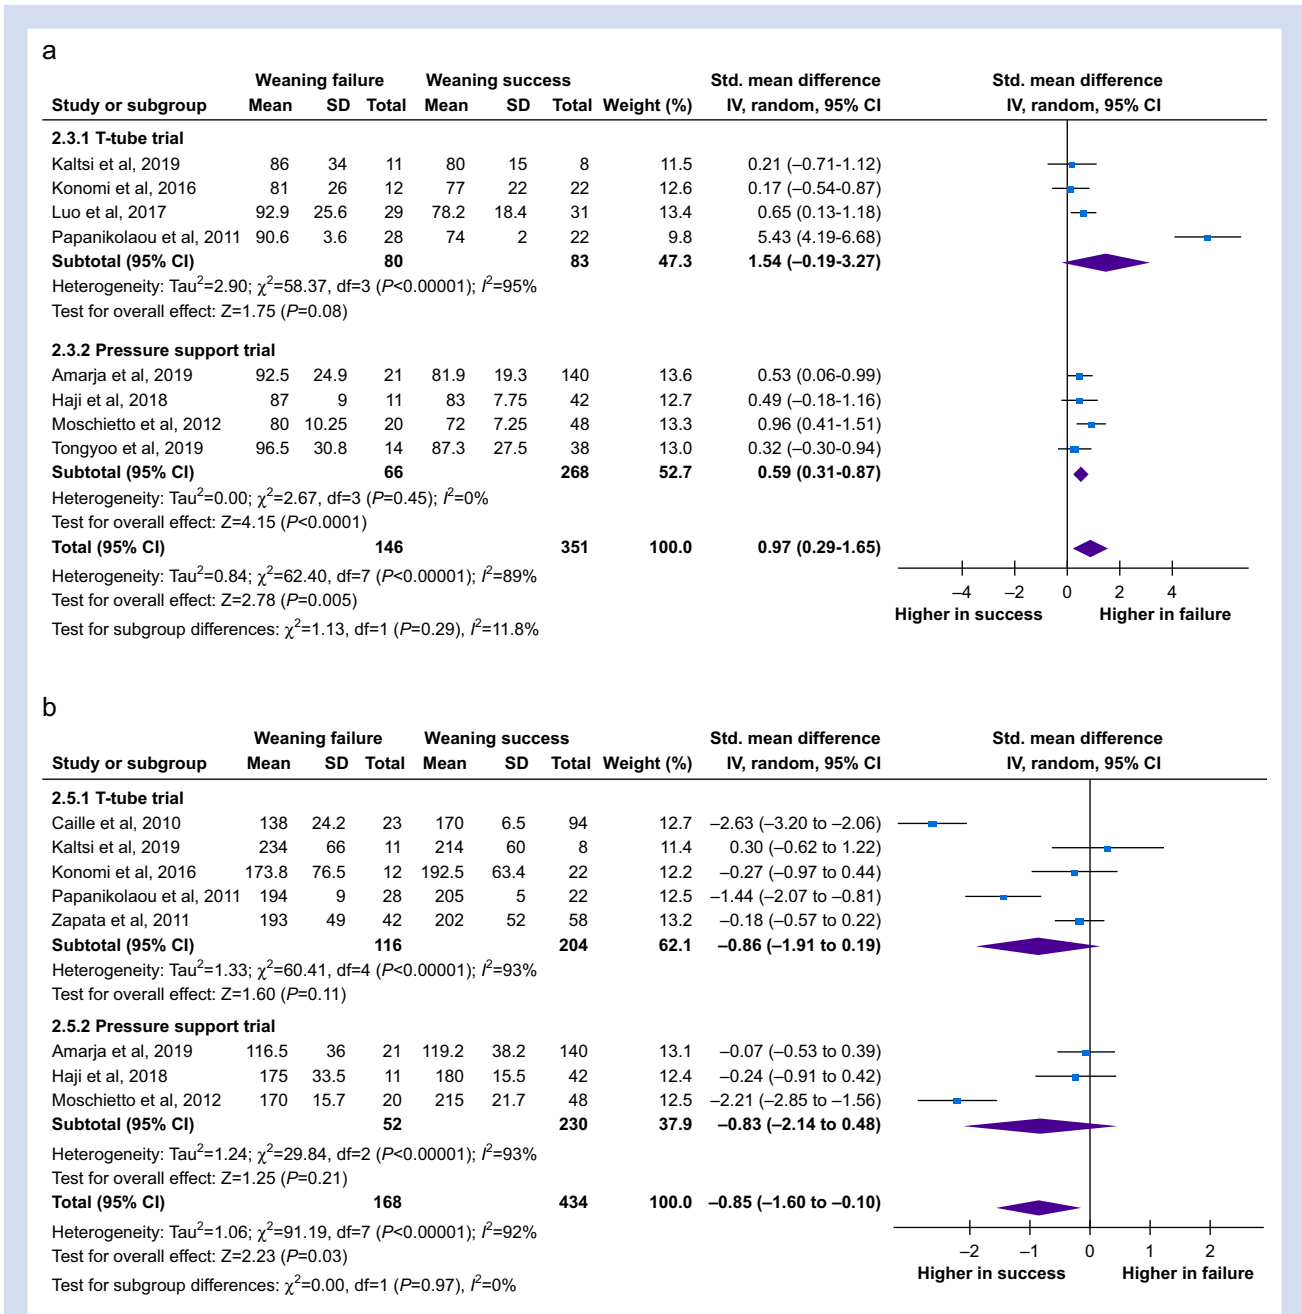 a
Weaning failure Weaning success Std. mean difference Std. mean difference
Study or subgroup Mean SD Total Mean SD Total Weight (%) IV, random, 95% CI IV, random, 95% CI
2.3.1 T-tube trial
Kaltsi et al, 2019 86 34 11 80 15 8 11.5 0.21 (–0.71-1.12)
Konomi et al, 2016 81 26 12 77 22 22 12.6 0.17 (–0.54-0.87)
Luo et al, 2017 92.9 25.6 29 78.2 18.4 31 13.4 0.65 (0.13-1.18)
Papanikolaou et al, 2011 90.6 3.6 28 74 2 22 9.8 5.43 (4.19-6.68)
Subtotal (95% CI) 80 83 47.3 1.54 (–0.19-3.27)
Heterogeneity: Tau²=2.90; χ²=58.37, df=3 (P<0.00001); I²=95%
Test for overall effect: Z=1.75 (P=0.08)
2.3.2 Pressure support trial
Amarja et al, 2019 92.5 24.9 21 81.9 19.3 140 13.6 0.53 (0.06-0.99)
Haji et al, 2018 87 9 11 83 7.75 42 12.7 0.49 (–0.18-1.16)
Moschietto et al, 2012 80 10.25 20 72 7.25 48 13.3 0.96 (0.41-1.51)
Tongyoo et al, 2019 96.5 30.8 14 87.3 27.5 38 13.0 0.32 (–0.30-0.94)
Subtotal (95% CI) 66 268 52.7 0.59 (0.31-0.87)
Heterogeneity: Tau²=0.00; χ²=2.67, df=3 (P=0.45); I²=0%
Test for overall effect: Z=4.15 (P<0.0001)
Total (95% CI) 146 351 100.0 0.97 (0.29-1.65)
Heterogeneity: Tau²=0.84; χ²=62.40, df=7 (P<0.00001); I²=89%
Test for overall effect: Z=2.78 (P=0.005)
Test for subgroup differences: χ²=1.13, df=1 (P=0.29), I²=11.8%
–4 –2 0 2 4
Higher in success Higher in failure
b
Weaning failure Weaning success Std. mean difference Std. mean difference
Study or subgroup Mean SD Total Mean SD Total Weight (%) IV, random, 95% CI IV, random, 95% CI
2.5.1 T-tube trial
Caille et al, 2010 138 24.2 23 170 6.5 94 12.7 –2.63 (–3.20 to –2.06)
Kaltsi et al, 2019 234 66 11 214 60 8 11.4 0.30 (–0.62 to 1.22)
Konomi et al, 2016 173.8 76.5 12 192.5 63.4 22 12.2 –0.27 (–0.97 to 0.44)
Papanikolaou et al, 2011 194 9 28 205 5 22 12.5 –1.44 (–2.07 to –0.81)
Zapata et al, 2011 193 49 42 202 52 58 13.2 –0.18 (–0.57 to 0.22)
Subtotal (95% CI) 116 204 62.1 –0.86 (–1.91 to 0.19)
Heterogeneity: Tau²=1.33; χ²=60.41, df=4 (P<0.00001); I²=93%
Test for overall effect: Z=1.60 (P=0.11)
2.5.2 Pressure support trial
Amarja et al, 2019 116.5 36 21 119.2 38.2 140 13.1 –0.07 (–0.53 to 0.39)
Haji et al, 2018 175 33.5 11 180 15.5 42 12.4 –0.24 (–0.91 to 0.42)
Moschietto et al, 2012 170 15.7 20 215 21.7 48 12.5 –2.21 (–2.85 to –1.56)
Subtotal (95% CI) 52 230 37.9 –0.83 (–2.14 to 0.48)
Heterogeneity: Tau²=1.24; χ²=29.84, df=2 (P<0.00001); I²=93%
Test for overall effect: Z=1.25 (P=0.21)
Total (95% CI) 168 434 100.0 –0.85 (–1.60 to –0.10)
Heterogeneity: Tau²=1.06; χ²=91.19, df=7 (P<0.00001); I²=92%
Test for overall effect: Z=2.23 (P=0.03)
Test for subgroup differences: χ²=0.00, df=1 (P=0.97), I²=0%
–2 –1 0 1 2
Higher in success Higher in failure